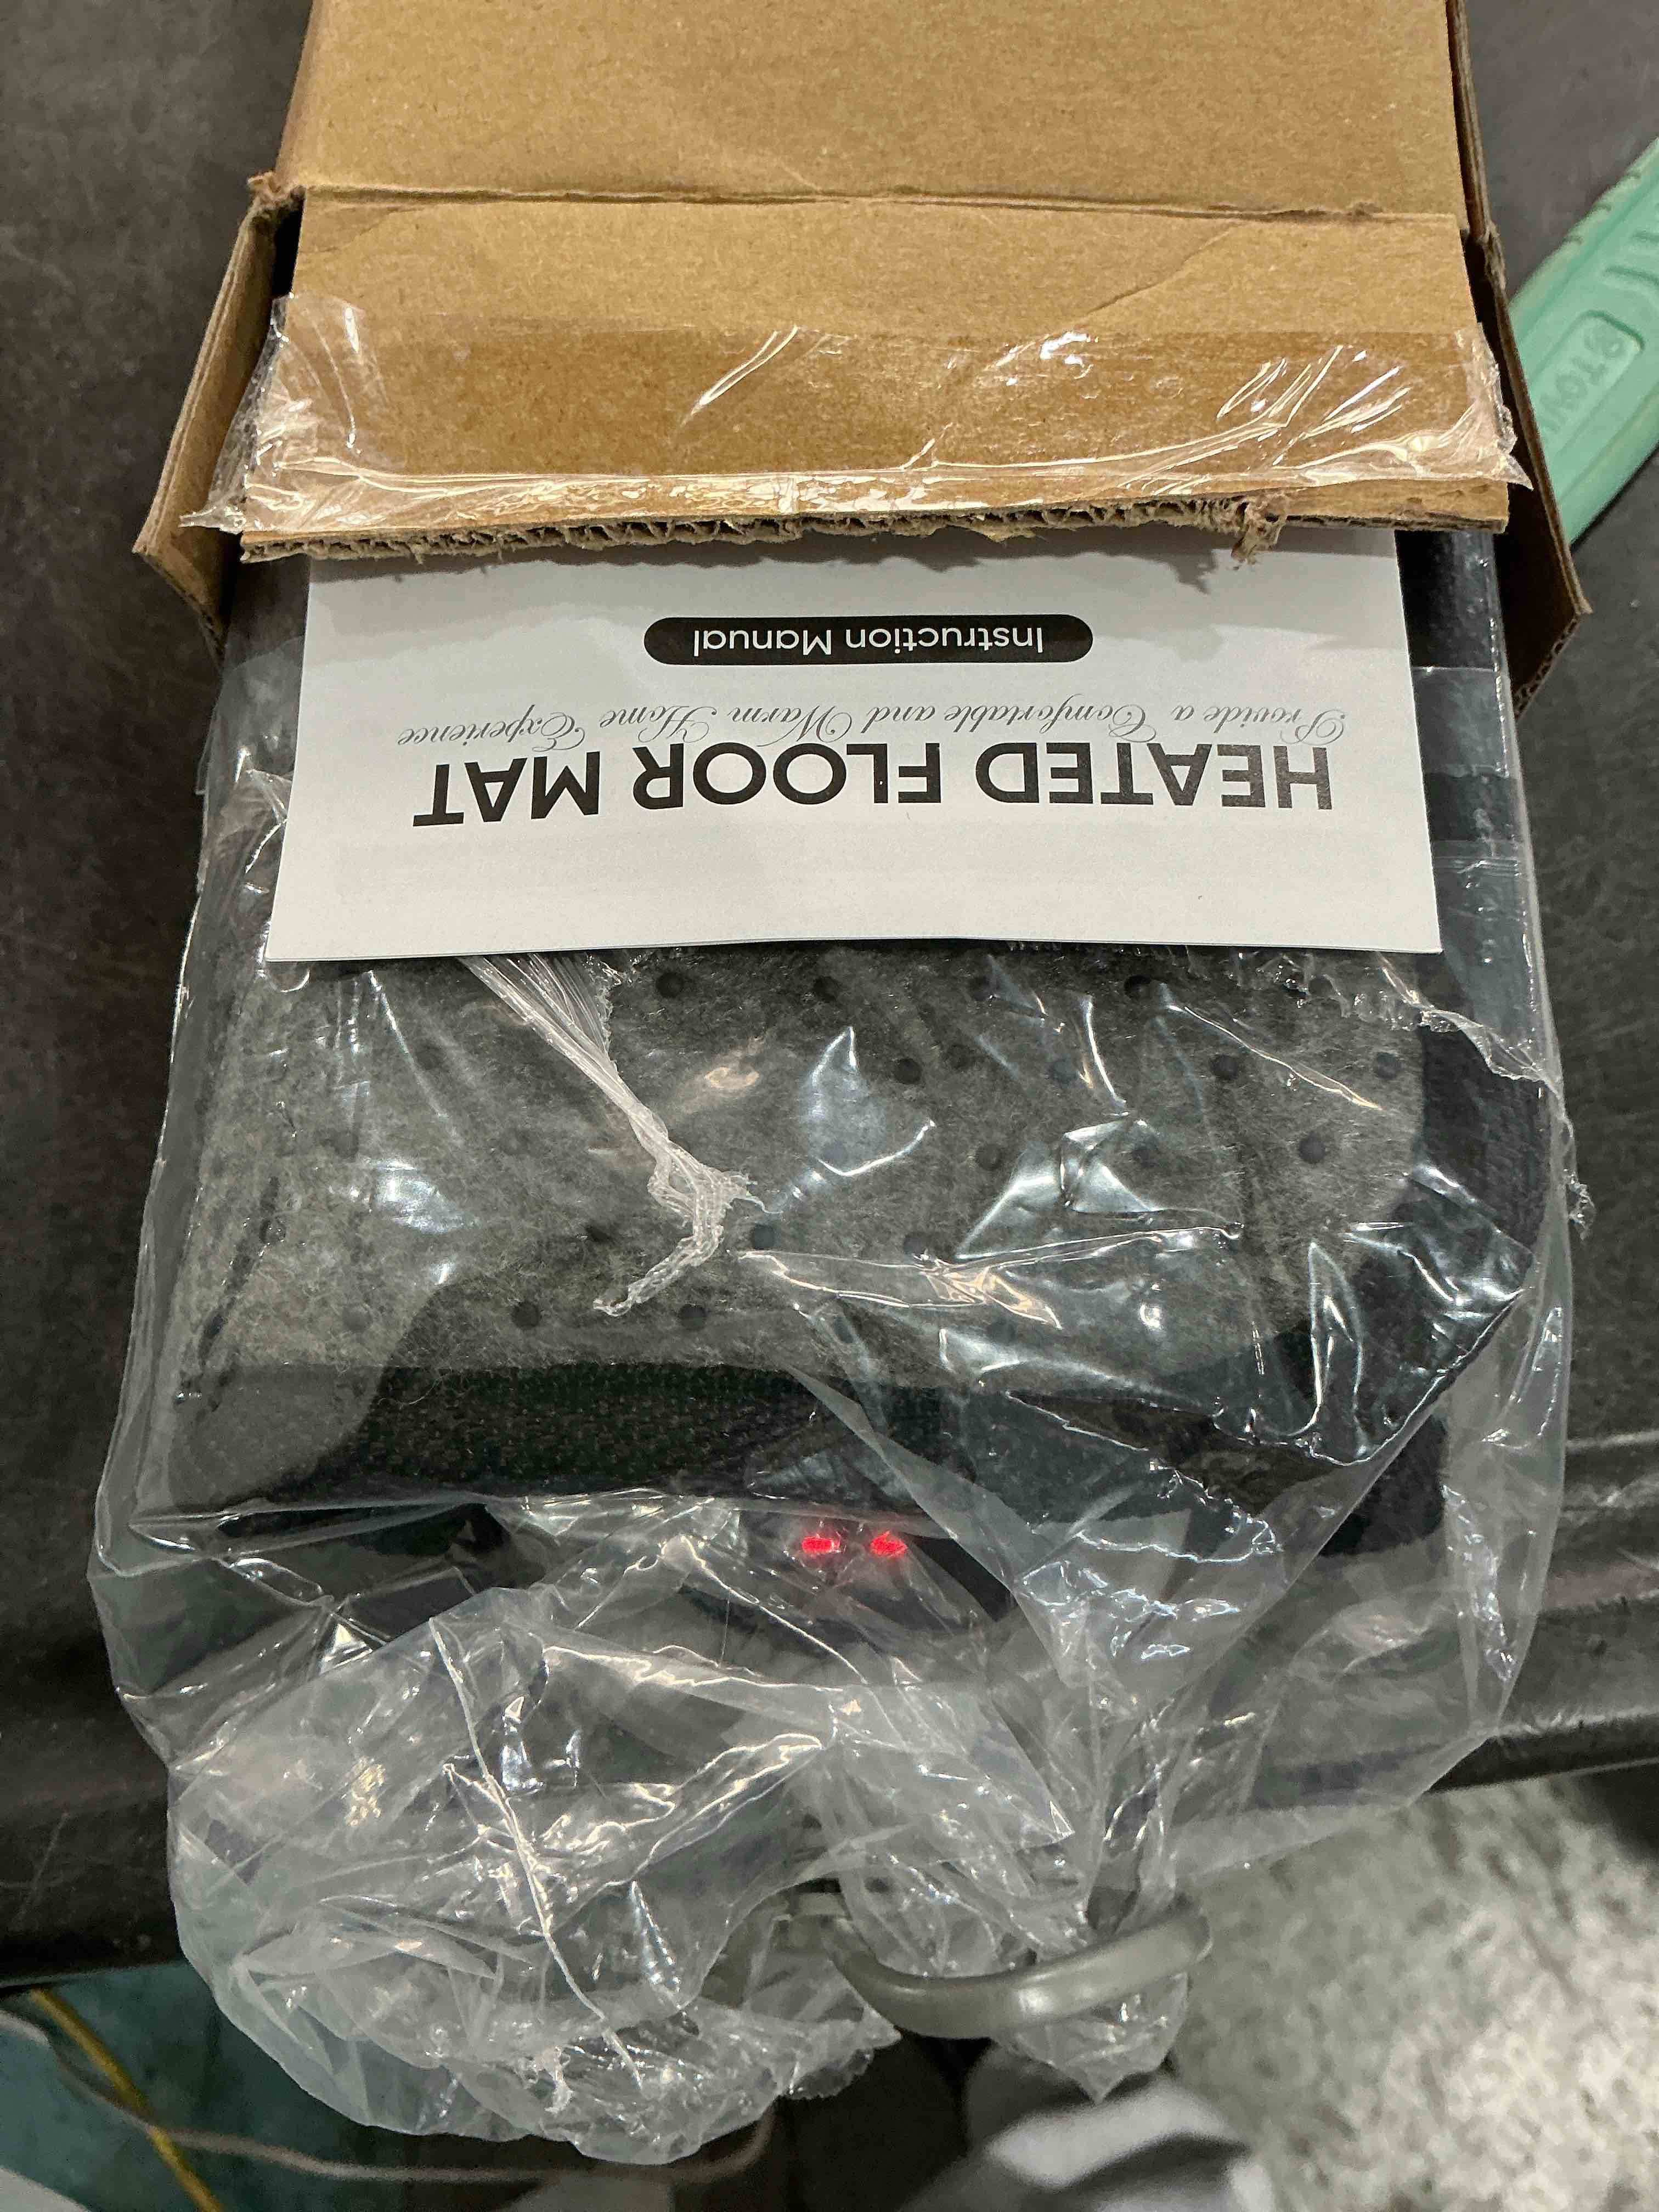 HEATED FLOOR MAT
Provide a Comfortable and Warm Home Experience
Instruction Manual